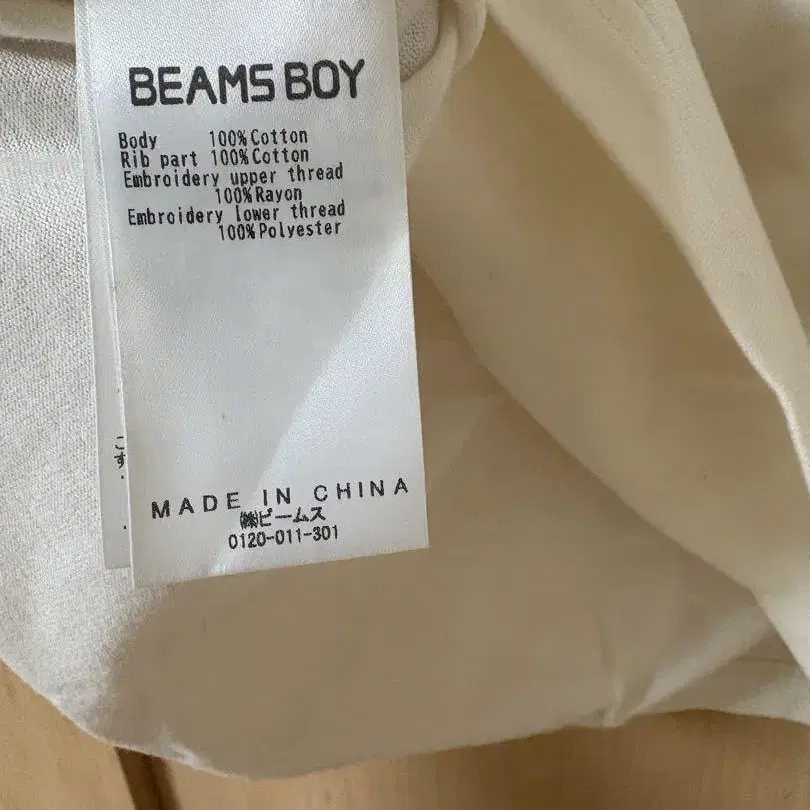 BEAMS BOY
Body 100%Cotton
Rib part 100%Cotton
Embroidery upper thread
100%Rayon
Embroidery lower thread
100%Polyester
MADE IN CHINA
㈱ビームス
0120-011-301